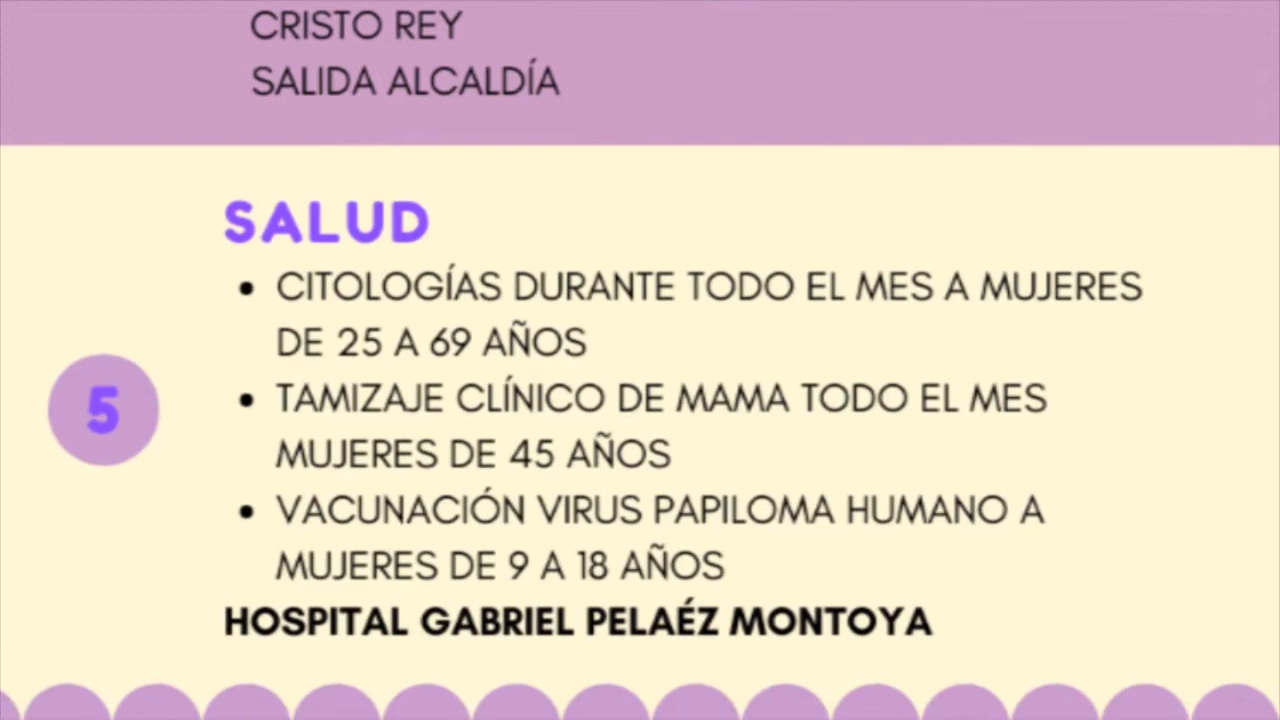 CRISTO REY
SALIDA ALCALDÍA
SALUD
• CITOLOGÍAS DURANTE TODO EL MES A MUJERES
DE 25 A 69 AÑOS
5
• TAMIZAJE CLÍNICO DE MAMA TODO EL MES
MUJERES DE 45 AÑOS
• VACUNACIÓN VIRUS PAPILOMA HUMANO A
MUJERES DE 9 A 18 AÑOS
HOSPITAL GABRIEL PELAÉZ MONTOYA